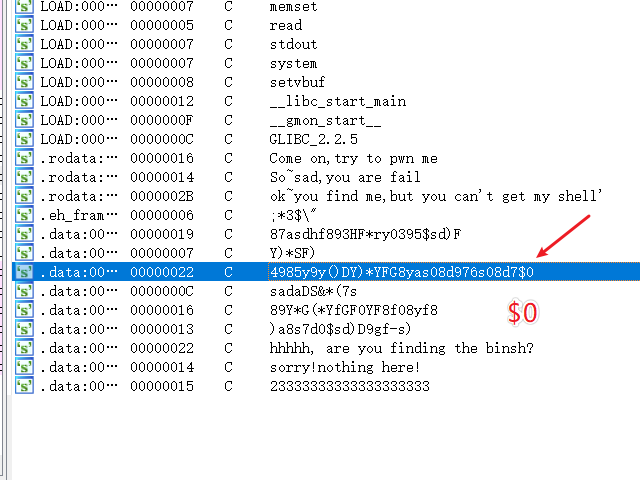 LOAD:000… 00000007 C memset
LOAD:000… 00000005 C read
LOAD:000… 00000007 C stdout
LOAD:000… 00000007 C system
LOAD:000… 00000008 C setvbuf
LOAD:000… 00000012 C __libc_start_main
LOAD:000… 0000000F C __gmon_start__
LOAD:000… 0000000C C GLIBC_2.2.5
.rodata:… 00000016 C Come on,try to pwn me
.rodata:… 00000014 C So~sad,you are fail
.rodata:… 0000002B C ok~you find me,but you can't get my shell'
.eh_fram… 00000006 C ;*3$\"
.data:00… 00000019 C 87asdhf893HF*ry0395$sd)F
.data:00… 00000007 C Y)*SF)
.data:00… 00000022 C 4985y9y()DY)*YFG8yas08d976s08d7$0
.data:00… 0000000C C sadaDS&*(7s
.data:00… 00000016 C 89Y*G(*YfGFOYF8f08yf8
.data:00… 00000013 C )a8s7d0$sd)D9gf-s)
.data:00… 00000022 C hhhhh, are you finding the binsh?
.data:00… 00000014 C sorry!nothing here!
.data:00… 00000015 C 23333333333333333333
$0